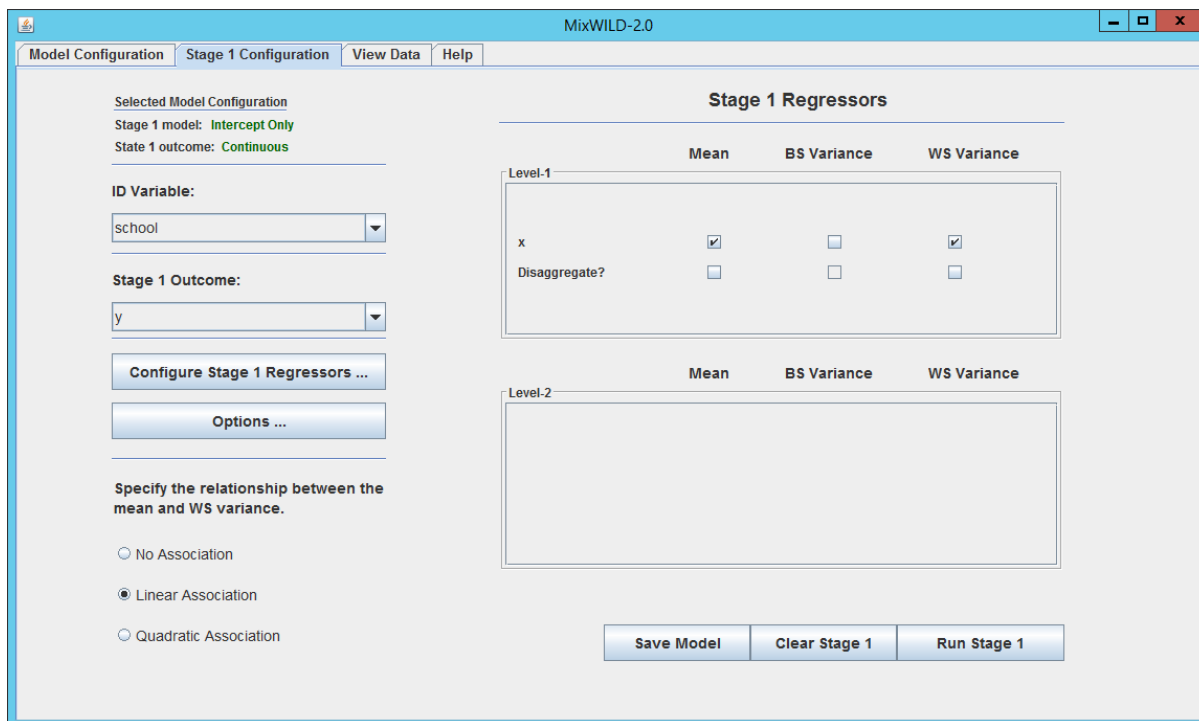 MixWILD-2.0
Model Configuration Stage 1 Configuration View Data Help
Selected Model Configuration
Stage 1 model: Intercept Only
State 1 outcome: Continuous
ID Variable:
school
Stage 1 Outcome:
y
Configure Stage 1 Regressors ...
Options ...
Specify the relationship between the
mean and WS variance.
No Association
Linear Association
Quadratic Association
Stage 1 Regressors
Mean BS Variance WS Variance
Level-1
x
Disaggregate?
Mean BS Variance WS Variance
Level-2
Save Model Clear Stage 1 Run Stage 1